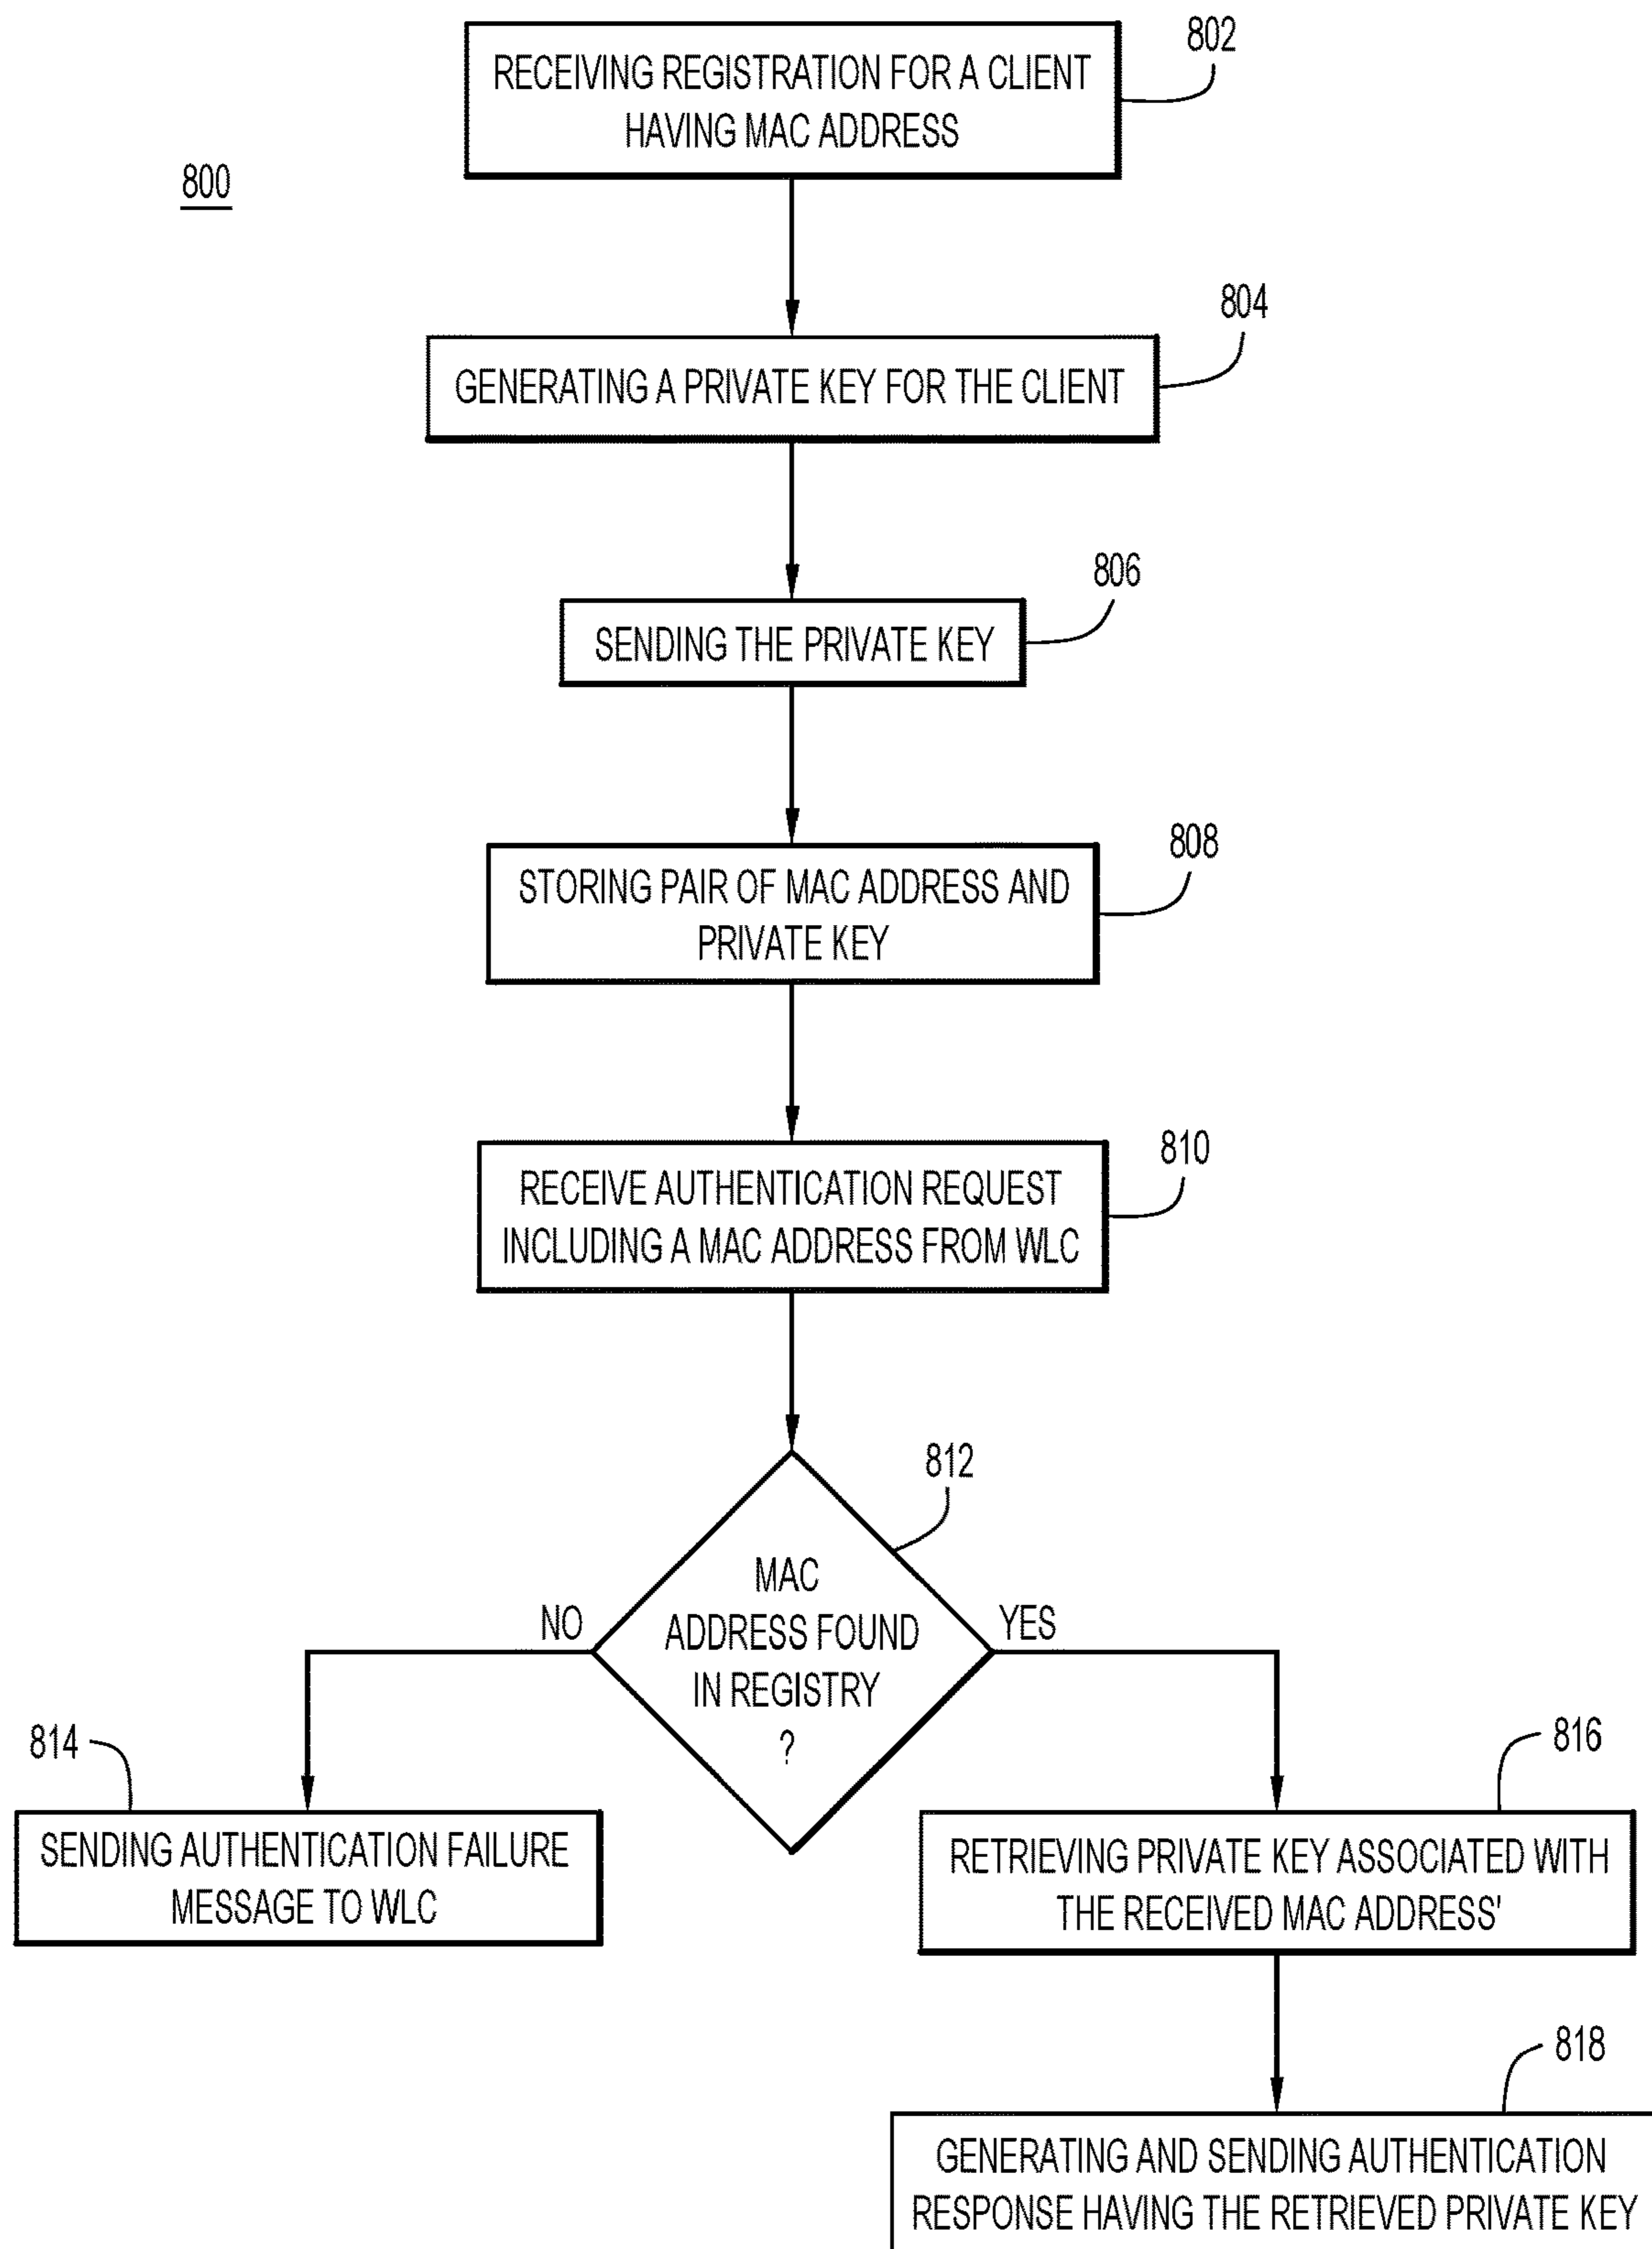 802
RECEIVING REGISTRATION FOR A CLIENT
HAVING MAC ADDRESS
800
804
GENERATING A PRIVATE KEY FOR THE CLIENT
806
SENDING THE PRIVATE KEY
808
STORING PAIR OF MAC ADDRESS AND
PRIVATE KEY
810
RECEIVE AUTHENTICATION REQUEST
INCLUDING A MAC ADDRESS FROM WLC
812
MAC
ADDRESS FOUND
IN REGISTRY
?
NO
YES
814
SENDING AUTHENTICATION FAILURE
MESSAGE TO WLC
816
RETRIEVING PRIVATE KEY ASSOCIATED WITH
THE RECEIVED MAC ADDRESS'
818
GENERATING AND SENDING AUTHENTICATION
RESPONSE HAVING THE RETRIEVED PRIVATE KEY